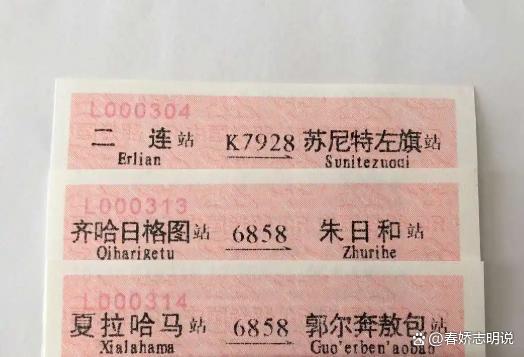 L000304
二 连站 K7928 苏尼特左旗站
Erlian Sunitezuoqi
L000313
齐哈日格图站 6858 朱日和站
Qiharigetu Zhurihe
L000314
夏拉哈马站 6858 郭尔奔敖包站
Xialahama Guo'erben'aobao
@春娇志明说